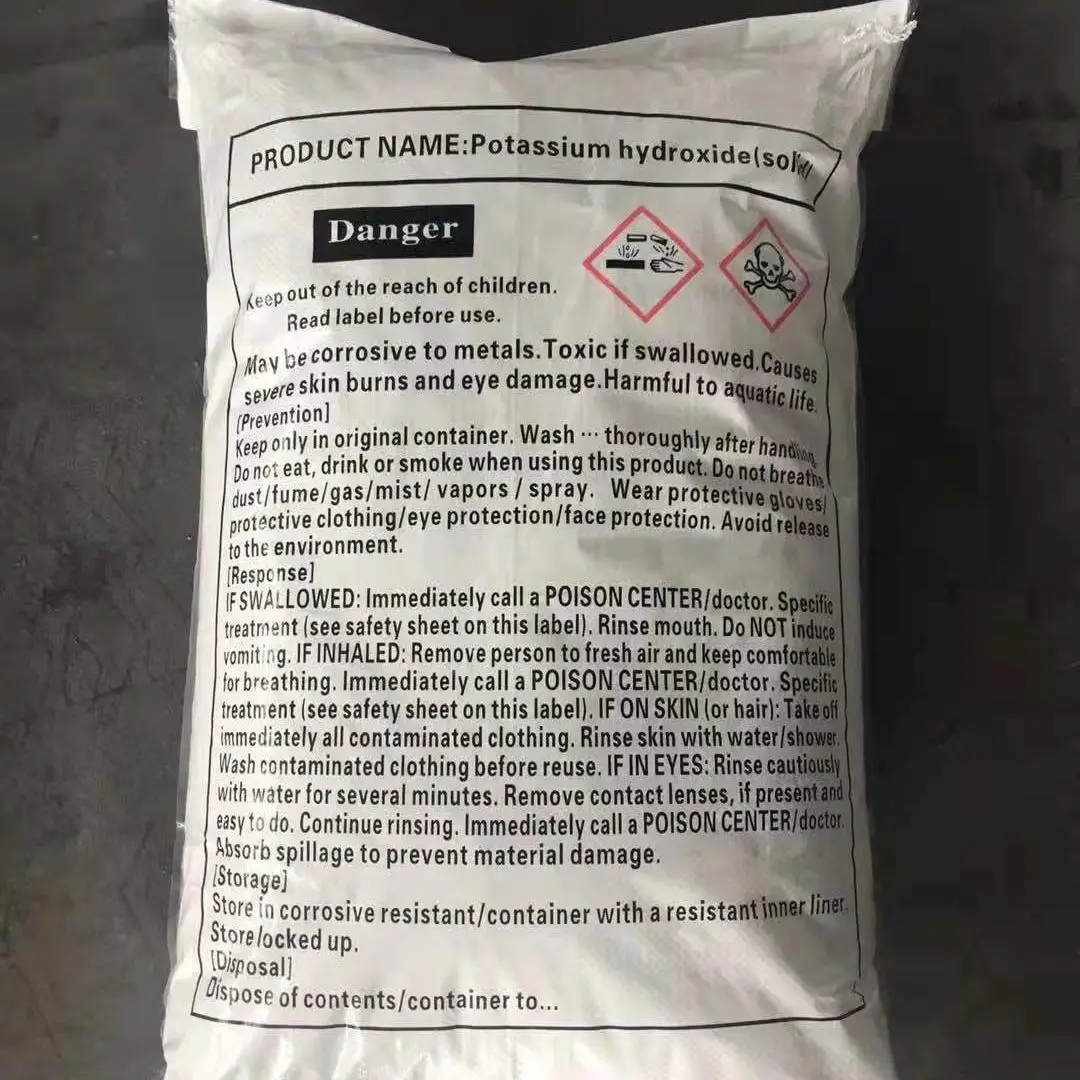 PRODUCT NAME:Potassium hydroxide(solid)
Danger
Keep out of the reach of children.
Read label before use.
May be corrosive to metals.Toxic if swallowed.Causes
severe skin burns and eye damage.Harmful to aquatic life.
[Prevention]
Keep only in original container. Wash ··· thoroughly after handling.
Do not eat, drink or smoke when using this product. Do not breathe
dust/fume/gas/mist/ vapors / spray. Wear protective gloves/
protective clothing/eye protection/face protection. Avoid release
to the environment.
[Response]
IF SWALLOWED: Immediately call a POISON CENTER/doctor. Specific
treatment (see safety sheet on this label). Rinse mouth. Do NOT induce
vomiting. IF INHALED: Remove person to fresh air and keep comfortable
for breathing. Immediately call a POISON CENTER/doctor. Specific
treatment (see safety sheet on this label). IF ON SKIN (or hair): Take off
immediately all contaminated clothing. Rinse skin with water/shower.
Wash contaminated clothing before reuse. IF IN EYES: Rinse cautiously
with water for several minutes. Remove contact lenses, if present and
easy to do. Continue rinsing. Immediately call a POISON CENTER/doctor.
Absorb spillage to prevent material damage.
[Storage]
Store in corrosive resistant/container with a resistant inner liner.
Store locked up.
[Disposal]
Dispose of contents/container to...